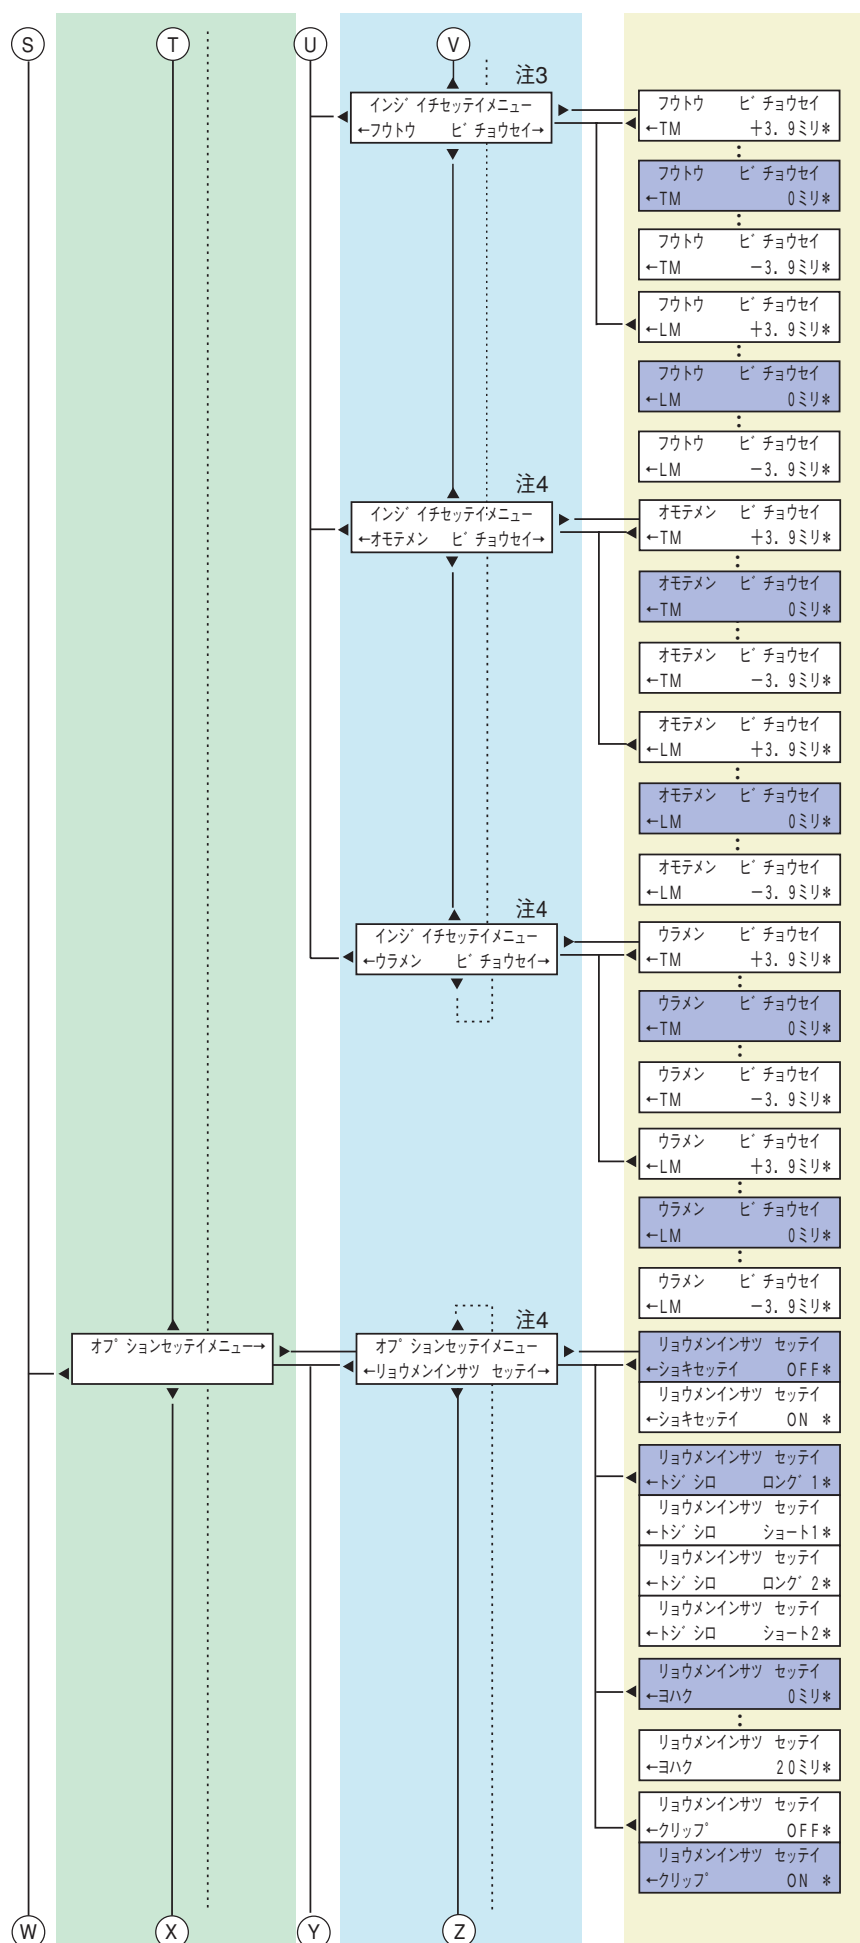 S T U V
注3
インジﾞイチセッテイメニュー
←フウトウ ビﾞチョウセイ→
フウトウ ビﾞチョウセイ
←TM +3.9ミリ*
フウトウ ビﾞチョウセイ
←TM 0ミリ*
フウトウ ビﾞチョウセイ
←TM −3.9ミリ*
フウトウ ビﾞチョウセイ
←LM +3.9ミリ*
フウトウ ビﾞチョウセイ
←LM 0ミリ*
フウトウ ビﾞチョウセイ
←LM −3.9ミリ*
注4
インジﾞイチセッテイメニュー
←オモテメン ビﾞチョウセイ→
オモテメン ビﾞチョウセイ
←TM +3.9ミリ*
オモテメン ビﾞチョウセイ
←TM 0ミリ*
オモテメン ビﾞチョウセイ
←TM −3.9ミリ*
オモテメン ビﾞチョウセイ
←LM +3.9ミリ*
オモテメン ビﾞチョウセイ
←LM 0ミリ*
オモテメン ビﾞチョウセイ
←LM −3.9ミリ*
注4
インジﾞイチセッテイメニュー
←ウラメン ビﾞチョウセイ→
ウラメン ビﾞチョウセイ
←TM +3.9ミリ*
ウラメン ビﾞチョウセイ
←TM 0ミリ*
ウラメン ビﾞチョウセイ
←TM −3.9ミリ*
ウラメン ビﾞチョウセイ
←LM +3.9ミリ*
ウラメン ビﾞチョウセイ
←LM 0ミリ*
ウラメン ビﾞチョウセイ
←LM −3.9ミリ*
オプションセッテイメニュー→
注4
オプションセッテイメニュー
←リョウメンインサツ セッテイ→
リョウメンインサツ セッテイ
←ショキセッテイ OFF*
リョウメンインサツ セッテイ
←ショキセッテイ ON *
リョウメンインサツ セッテイ
←トジシロ ロング1*
リョウメンインサツ セッテイ
←トジシロ ショート1*
リョウメンインサツ セッテイ
←トジシロ ロング2*
リョウメンインサツ セッテイ
←トジシロ ショート2*
リョウメンインサツ セッテイ
←ヨハク 0ミリ*
リョウメンインサツ セッテイ
←ヨハク 20ミリ*
リョウメンインサツ セッテイ
←クリップ OFF*
リョウメンインサツ セッテイ
←クリップ ON *
W X Y Z